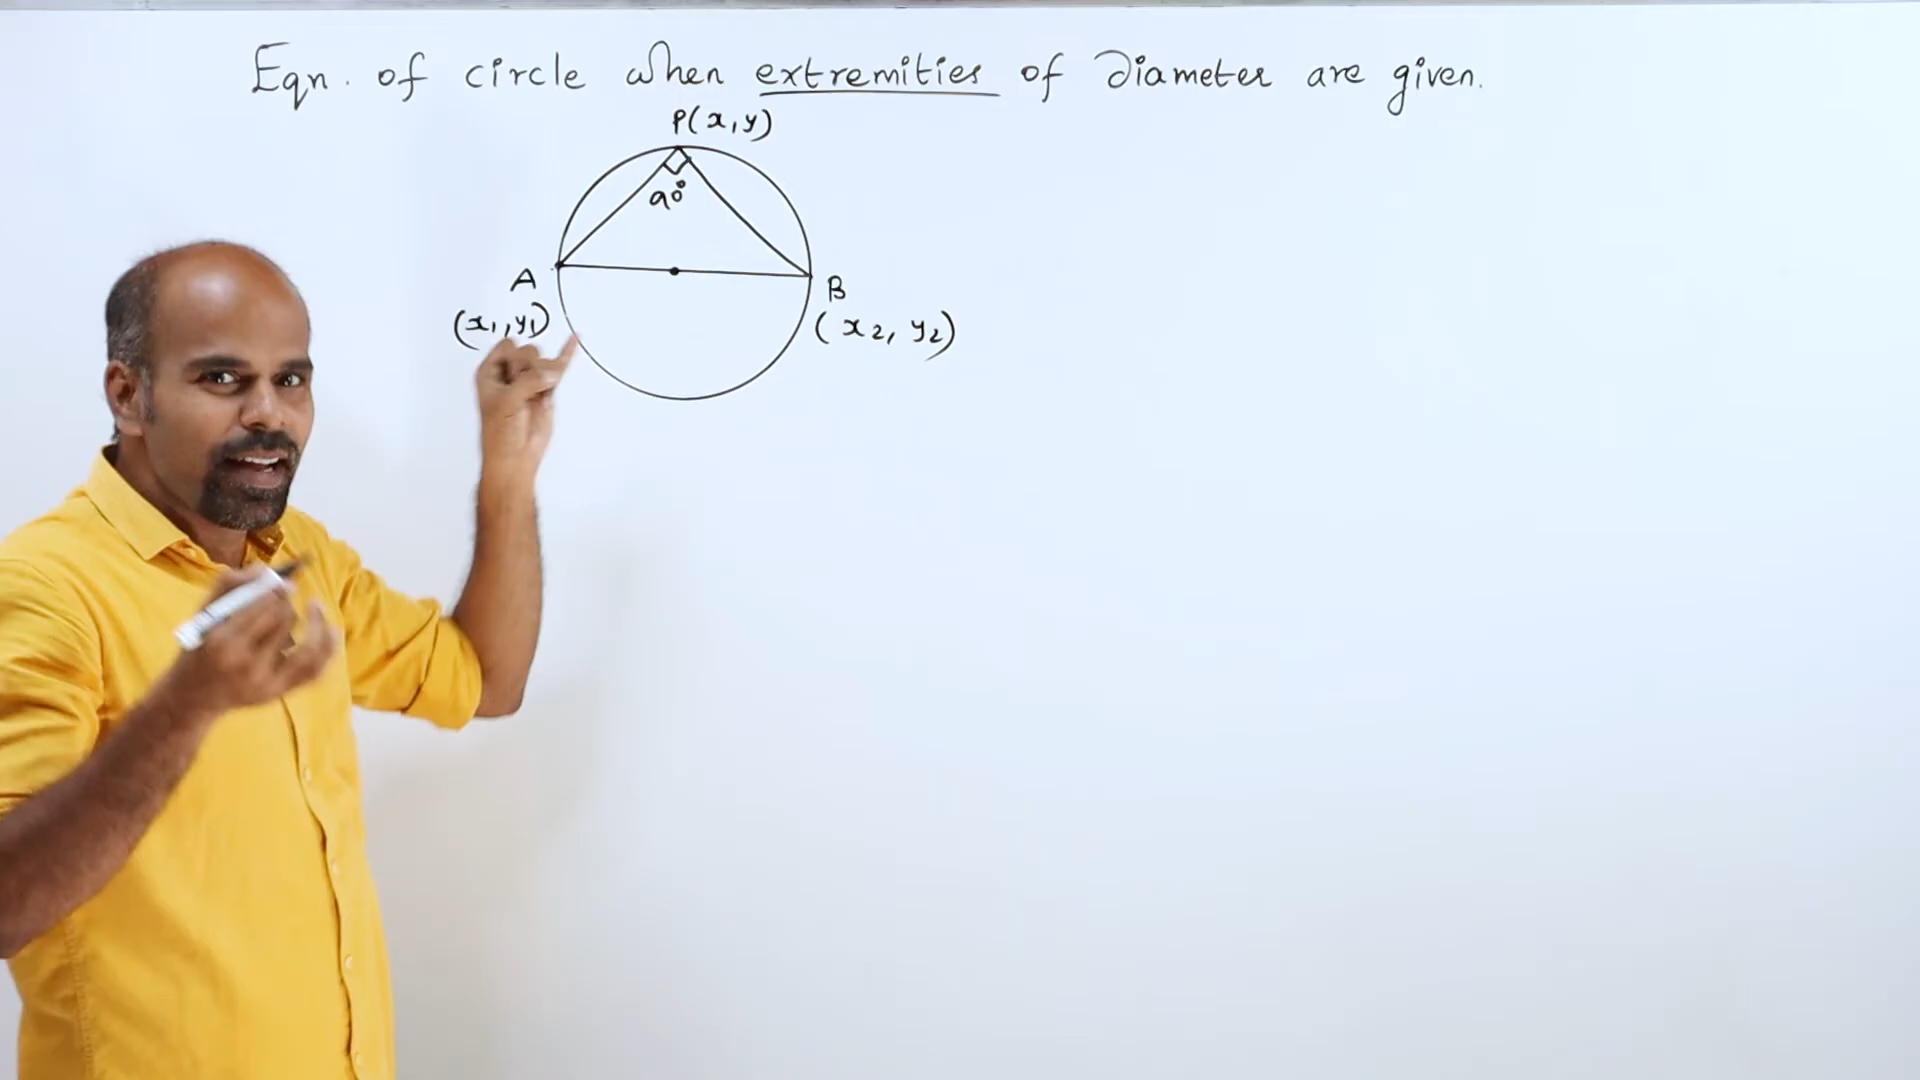 Eqn. of circle when extremities of diameter are given.
P(x,y)
90°
A
B
(x1,y1)
(x2, y2)